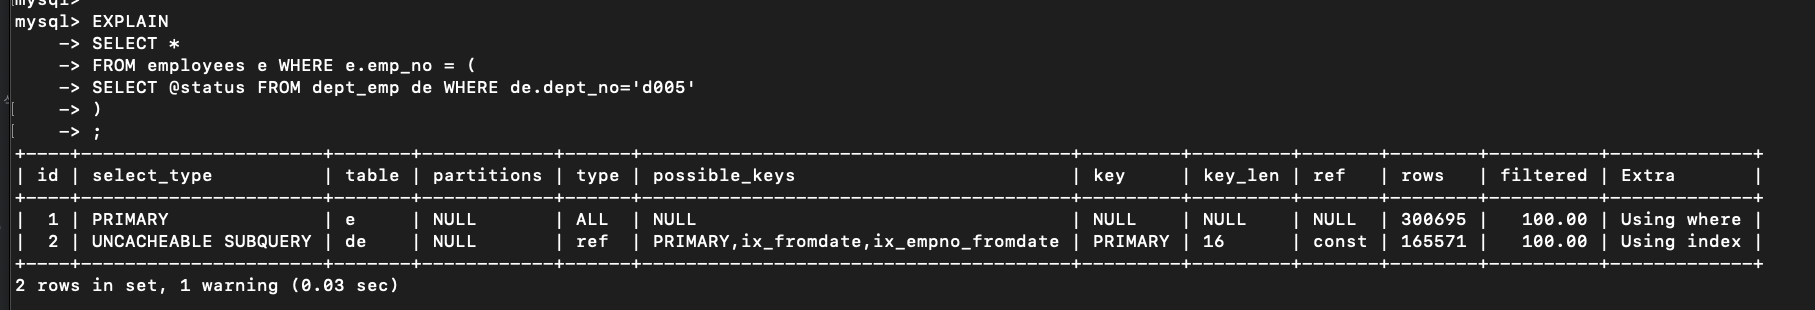 mysql>
mysql> EXPLAIN
    -> SELECT *
    -> FROM employees e WHERE e.emp_no = (
    -> SELECT @status FROM dept_emp de WHERE de.dept_no='d005'
    -> )
    -> ;
+----+----------------------+-------+------------+------+---------------------------------------+---------+---------+-------+--------+----------+-------------+
| id | select_type          | table | partitions | type | possible_keys                         | key     | key_len | ref   | rows   | filtered | Extra       |
+----+----------------------+-------+------------+------+---------------------------------------+---------+---------+-------+--------+----------+-------------+
|  1 | PRIMARY              | e     | NULL       | ALL  | NULL                                  | NULL    | NULL    | NULL  | 300695 |   100.00 | Using where |
|  2 | UNCACHEABLE SUBQUERY | de    | NULL       | ref  | PRIMARY,ix_fromdate,ix_empno_fromdate | PRIMARY | 16      | const | 165571 |   100.00 | Using index |
+----+----------------------+-------+------------+------+---------------------------------------+---------+---------+-------+--------+----------+-------------+
2 rows in set, 1 warning (0.03 sec)